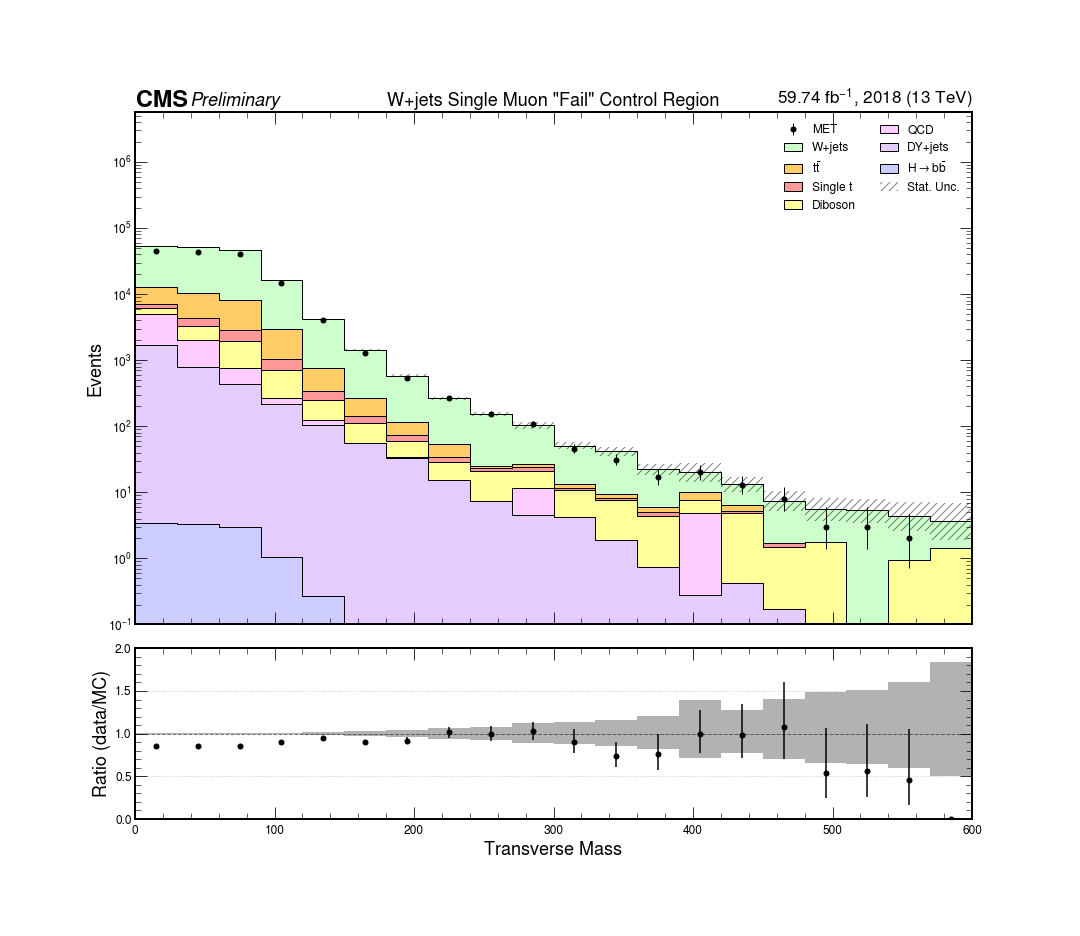 CMS Preliminary W+jets Single Muon "Fail" Control Region 59.74 fb⁻¹, 2018 (13 TeV)
MET
W+jets
tt̄
Single t
Diboson
QCD
DY+jets
H→bb̄
Stat. Unc.
Events
10⁶
10⁵
10⁴
10³
10²
10¹
10⁰
10⁻¹
Ratio (data/MC)
2.0
1.5
1.0
0.5
0.0
0 100 200 300 400 500 600
Transverse Mass